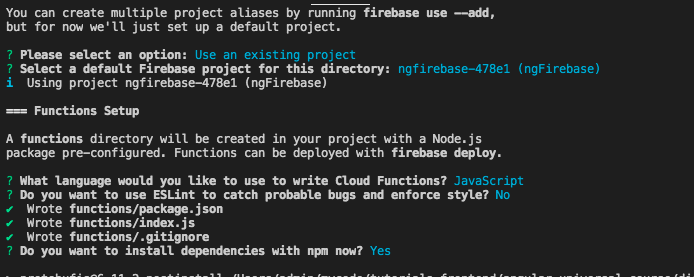 You can create multiple project aliases by running firebase use --add,
but for now we'll just set up a default project.
? Please select an option: Use an existing project
? Select a default Firebase project for this directory: ngfirebase-478e1 (ngFirebase)
i Using project ngfirebase-478e1 (ngFirebase)
=== Functions Setup
A functions directory will be created in your project with a Node.js
package pre-configured. Functions can be deployed with firebase deploy.
? What language would you like to use to write Cloud Functions? JavaScript
? Do you want to use ESLint to catch probable bugs and enforce style? No
✔ Wrote functions/package.json
✔ Wrote functions/index.js
✔ Wrote functions/.gitignore
? Do you want to install dependencies with npm now? Yes